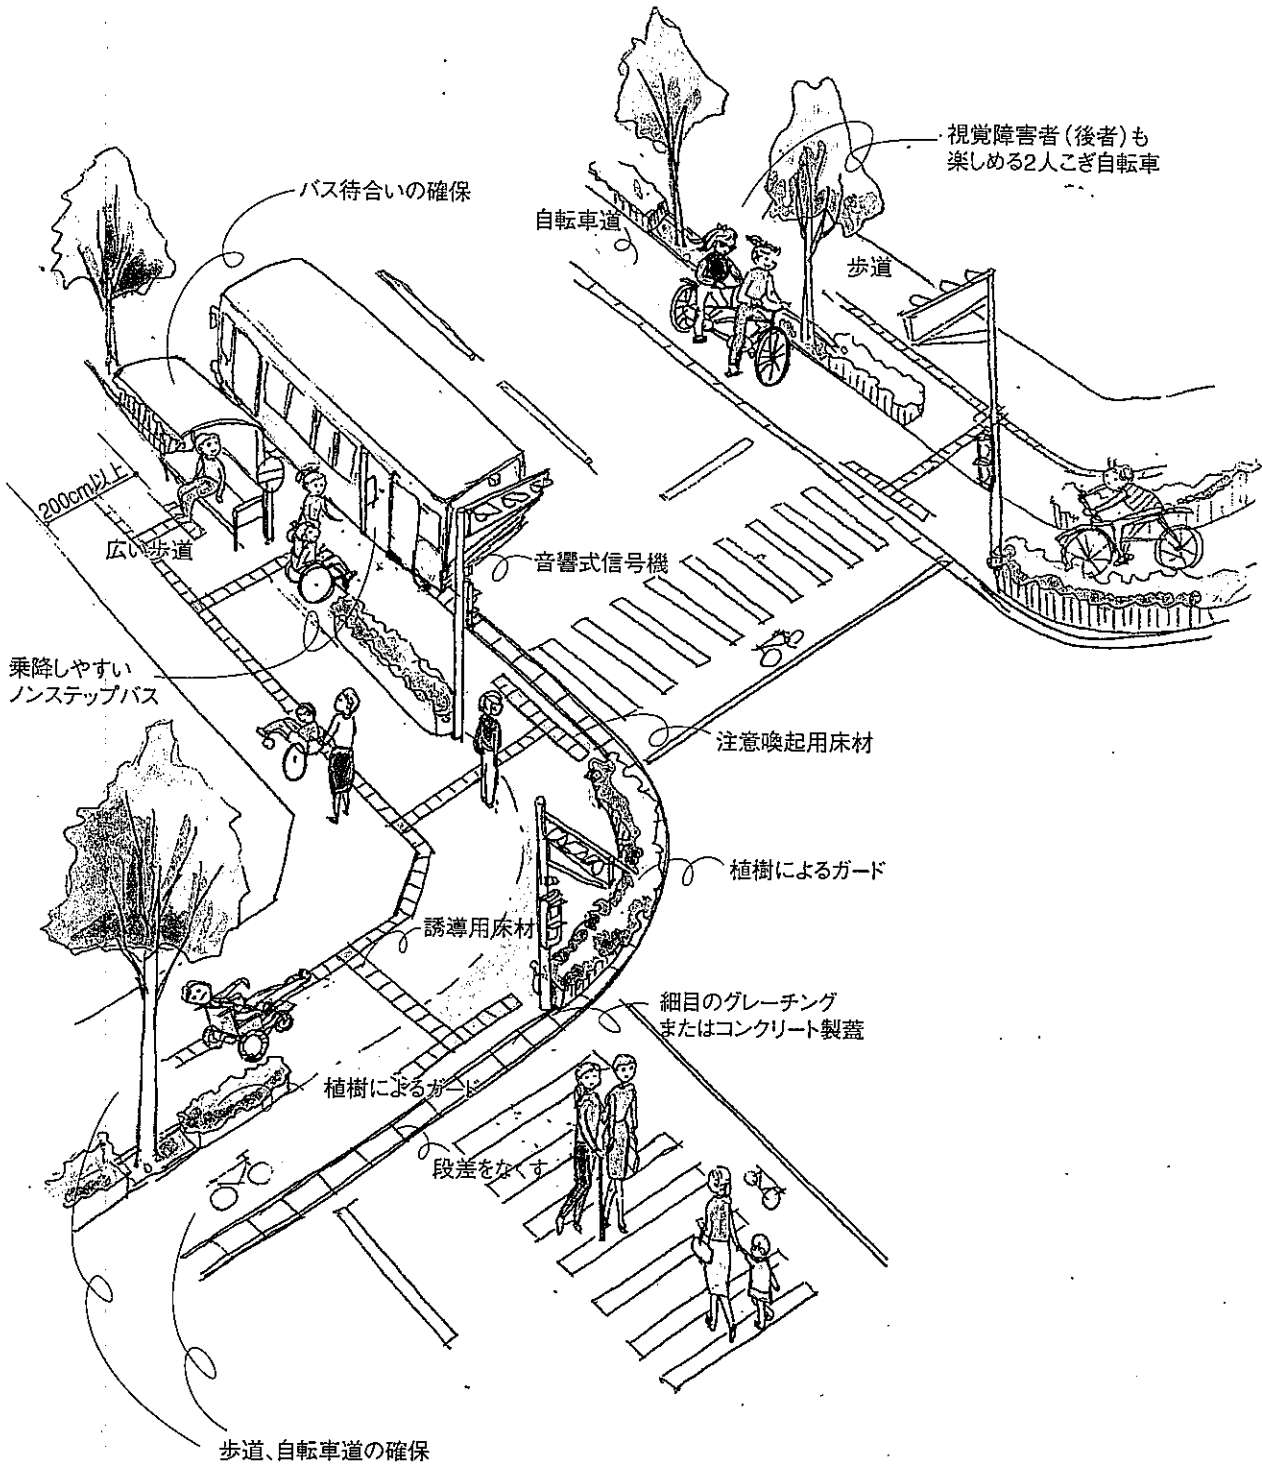 視覚障害者（後者）も
楽しめる2人こぎ自転車
バス待合いの確保
自転車道
歩道
200cm以上
広い歩道
音響式信号機
乗降しやすい
ノンステップバス
注意喚起用床材
植樹によるガード
誘導用床材
細目のグレーチング
またはコンクリート製蓋
植樹によるガード
段差をなくす
歩道、自転車道の確保